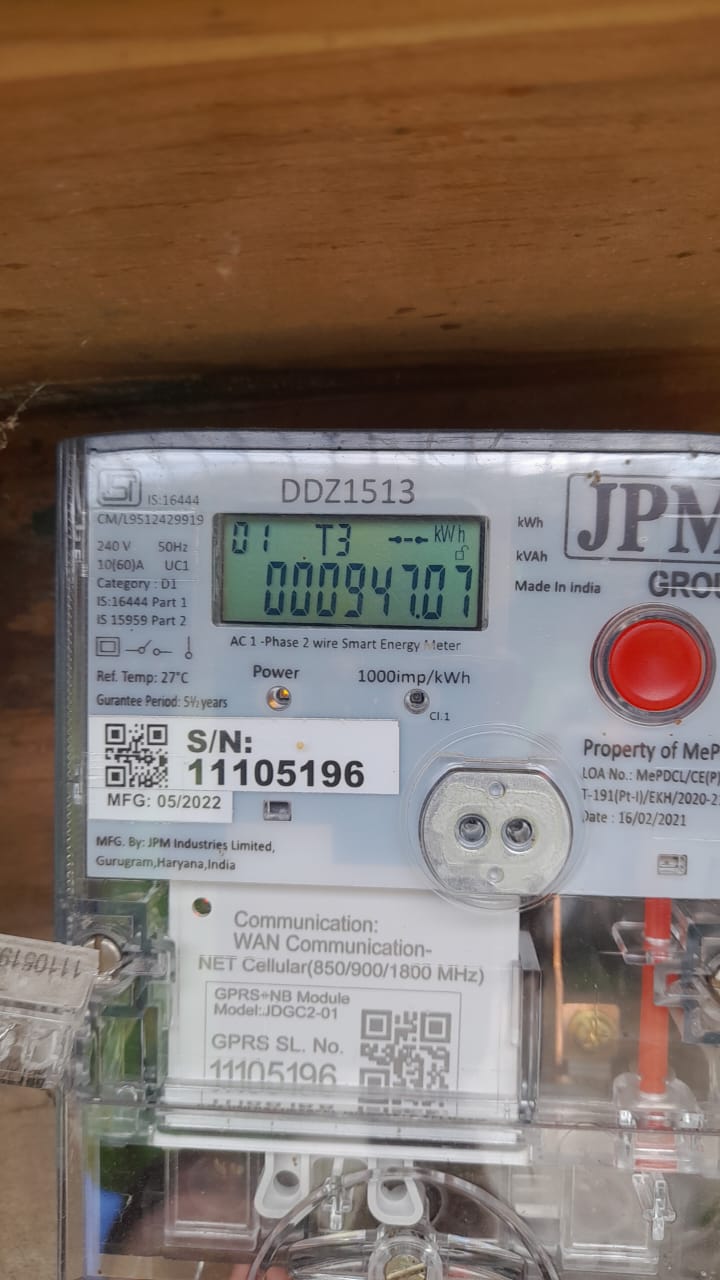 DDZ1513
IS:16444
CM/L9512429919
240 V 50Hz
10(60)A UC1
Category : D1
IS:16444 Part 1
IS 15959 Part 2
Ref. Temp: 27°C
Gurantee Period: 5½ years
01 T3 kWh
000947.07
AC 1 -Phase 2 wire Smart Energy Meter
Power
1000imp/kWh
Cl.1
kWh
kVAh
Made In India
JPM
GROU
S/N:
11105196
MFG: 05/2022
MFG. By: JPM Industries Limited,
Gurugram,Haryana,India
Property of MeP
LOA No.: MePDCL/CE(P)
T-191(Pt-I)/EKH/2020-2
Date : 16/02/2021
Communication:
WAN Communication-
NET Cellular(850/900/1800 MHz)
GPRS+NB Module
Model:JDGC2-01
GPRS SL. No.
11105196